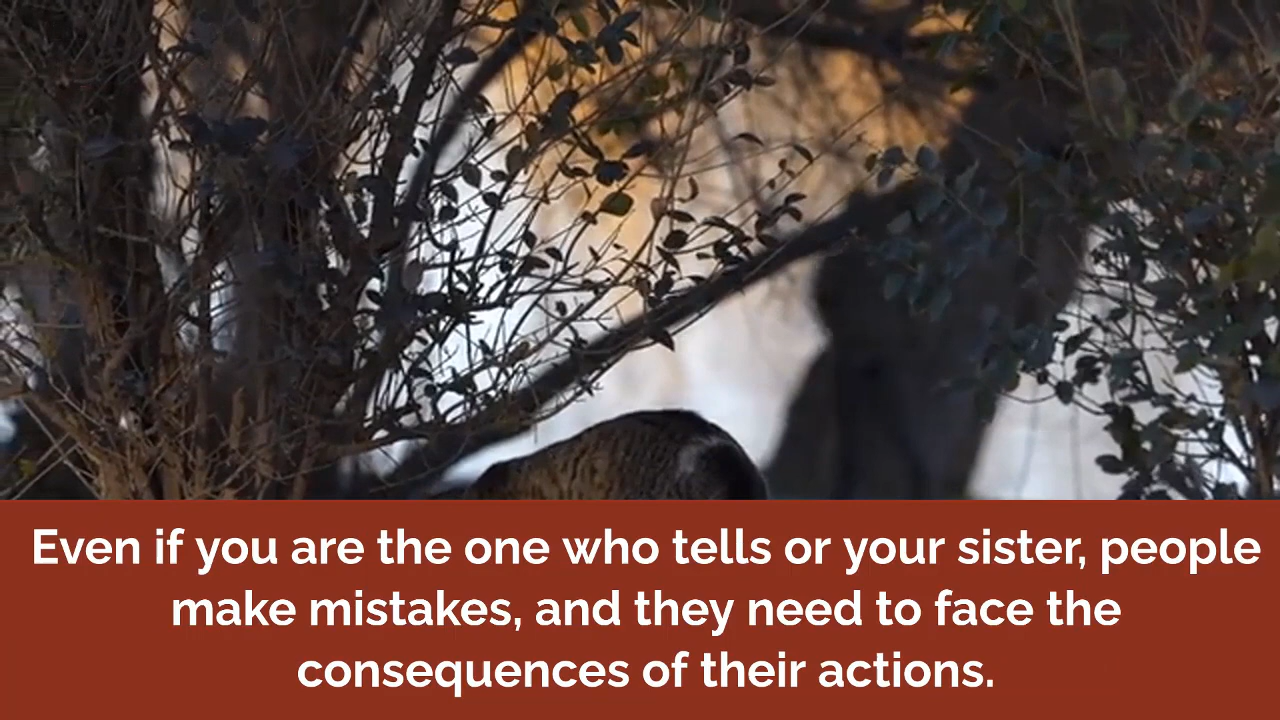 Even if you are the one who tells or your sister, people
make mistakes, and they need to face the
consequences of their actions.